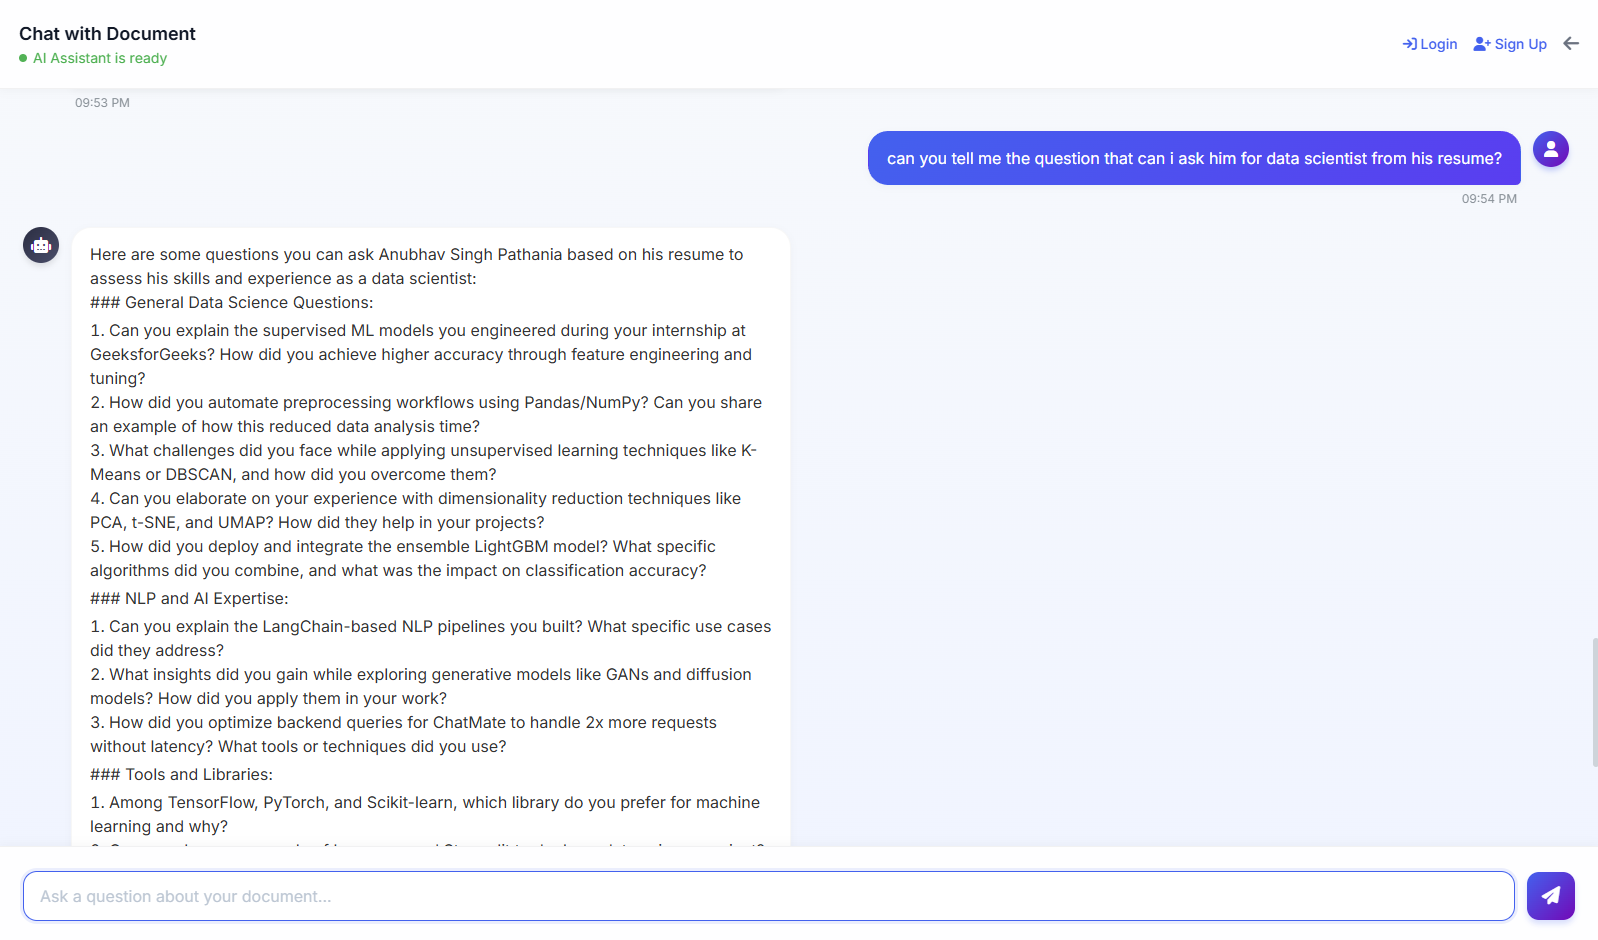 Chat with Document
AI Assistant is ready
Login
Sign Up
09:53 PM
can you tell me the question that can i ask him for data scientist from his resume?
09:54 PM
Here are some questions you can ask Anubhav Singh Pathania based on his resume to
assess his skills and experience as a data scientist:
### General Data Science Questions:
1. Can you explain the supervised ML models you engineered during your internship at
GeeksforGeeks? How did you achieve higher accuracy through feature engineering and
tuning?
2. How did you automate preprocessing workflows using Pandas/NumPy? Can you share
an example of how this reduced data analysis time?
3. What challenges did you face while applying unsupervised learning techniques like K-
Means or DBSCAN, and how did you overcome them?
4. Can you elaborate on your experience with dimensionality reduction techniques like
PCA, t-SNE, and UMAP? How did they help in your projects?
5. How did you deploy and integrate the ensemble LightGBM model? What specific
algorithms did you combine, and what was the impact on classification accuracy?
### NLP and AI Expertise:
1. Can you explain the LangChain-based NLP pipelines you built? What specific use cases
did they address?
2. What insights did you gain while exploring generative models like GANs and diffusion
models? How did you apply them in your work?
3. How did you optimize backend queries for ChatMate to handle 2x more requests
without latency? What tools or techniques did you use?
### Tools and Libraries:
1. Among TensorFlow, PyTorch, and Scikit-learn, which library do you prefer for machine
learning and why?
Ask a question about your document...